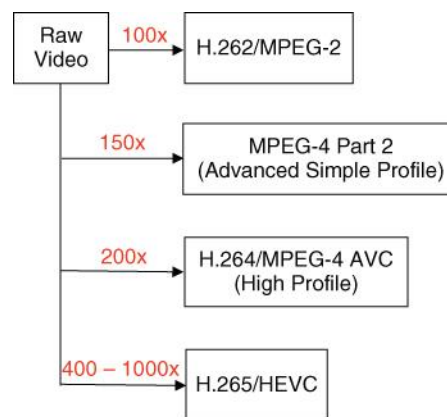 Raw
Video
100x
H.262/MPEG-2
150x
MPEG-4 Part 2
(Advanced Simple Profile)
200x
H.264/MPEG-4 AVC
(High Profile)
400 – 1000x
H.265/HEVC